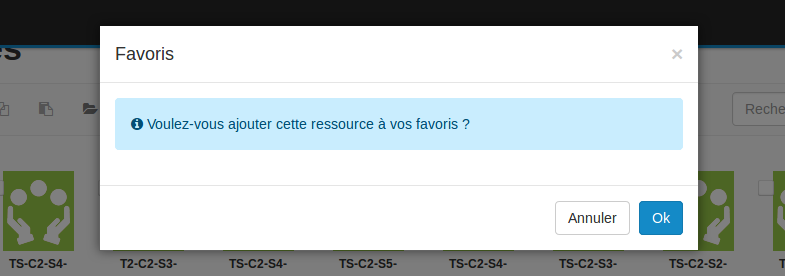 es
Favoris
×
Voulez-vous ajouter cette ressource à vos favoris ?
Reche
Annuler
Ok
TS-C2-S4-
T2-C2-S3-
TS-C2-S4-
TS-C2-S5-
TS-C2-S4-
TS-C2-S3-
TS-C2-S2-
TS-